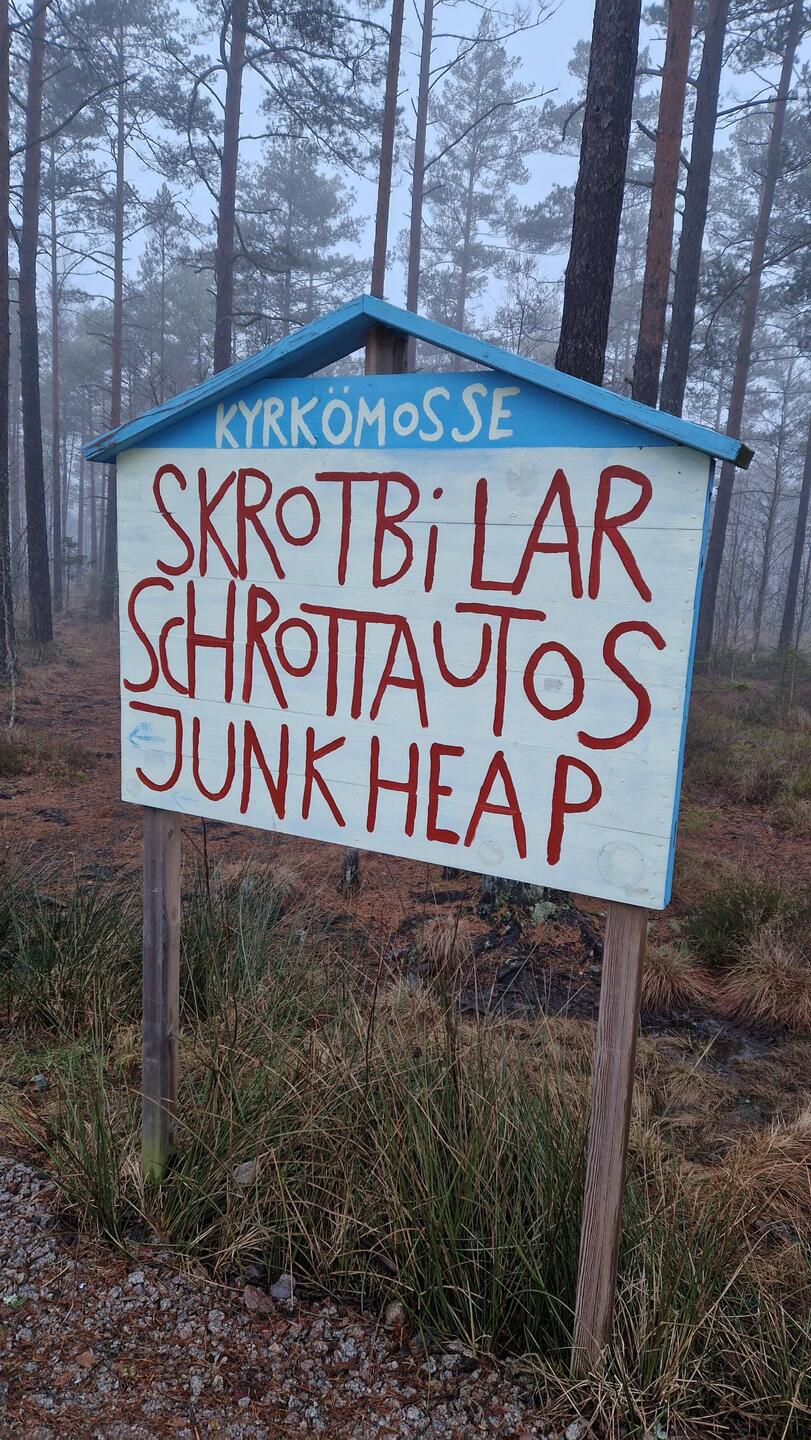 KYRKÖMOSSE
SKROTBiLAR
SCHROTTAUTOS
JUNK HEAP